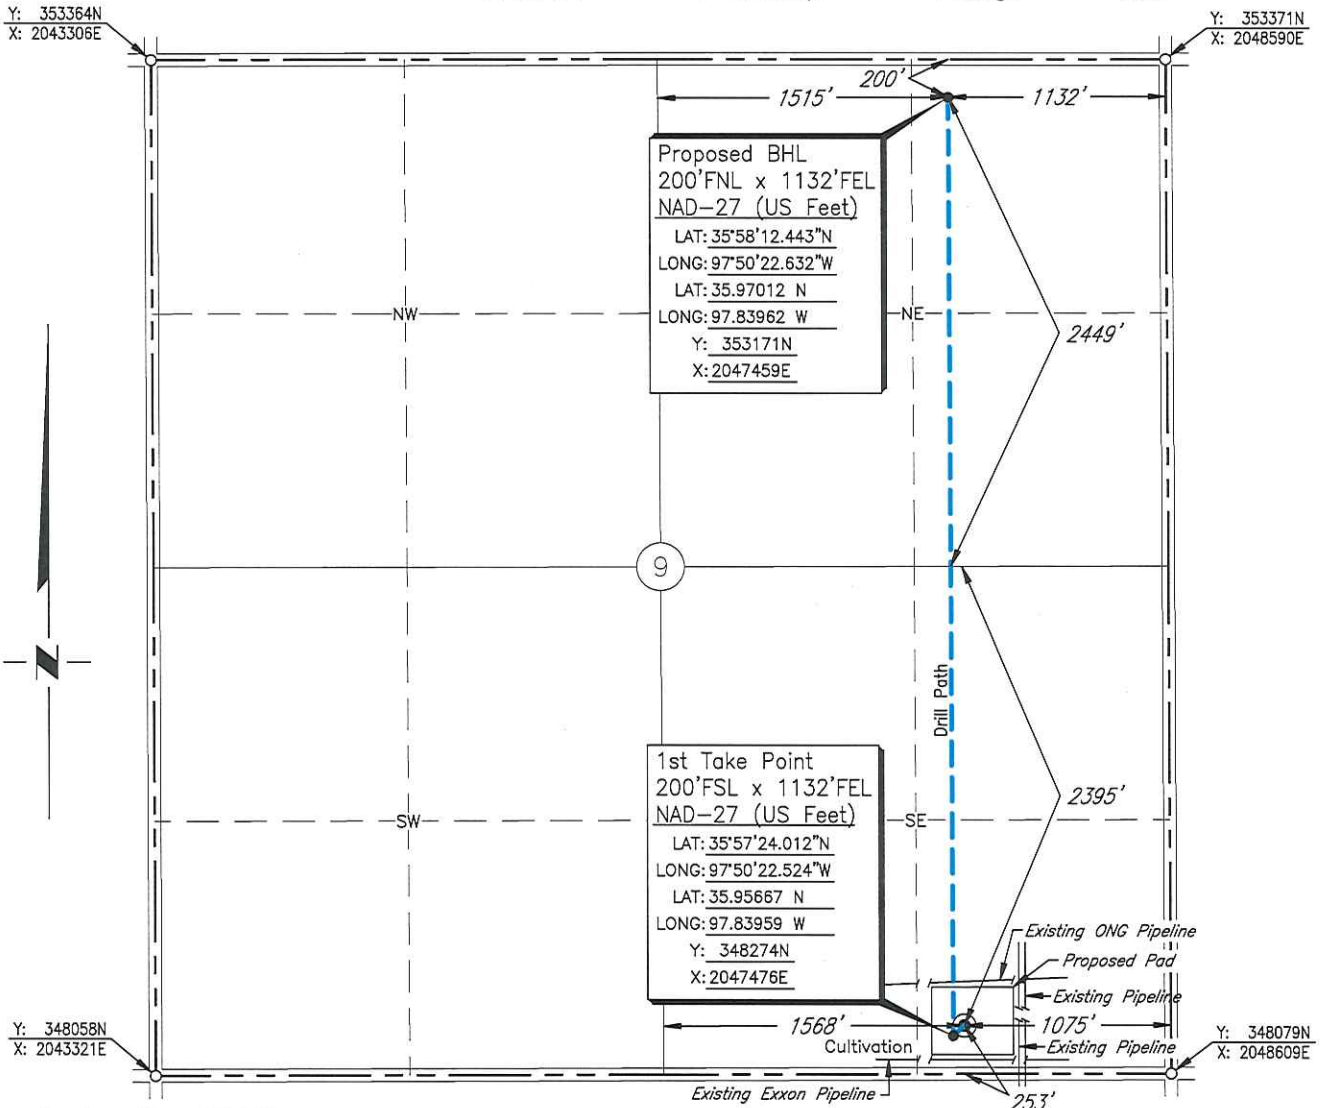 Y: 353364N
X: 2043306E
Y: 353371N
X: 2048590E
200'
1515'
1132'
Proposed BHL
200'FNL x 1132'FEL
NAD-27 (US Feet)
LAT: 35°58'12.443"N
LONG: 97°50'22.632"W
LAT: 35.97012 N
LONG: 97.83962 W
Y: 353171N
X: 2047459E
NW
NE
2449'
9
N
Drill Path
1st Take Point
200'FSL x 1132'FEL
NAD-27 (US Feet)
LAT: 35°57'24.012"N
LONG: 97°50'22.524"W
LAT: 35.95667 N
LONG: 97.83959 W
Y: 348274N
X: 2047476E
SW
SE
2395'
Existing ONG Pipeline
Proposed Pad
Existing Pipeline
1568'
1075'
Cultivation
Existing Pipeline
Y: 348058N
X: 2043321E
Y: 348079N
X: 2048609E
Existing Exxon Pipeline
253'